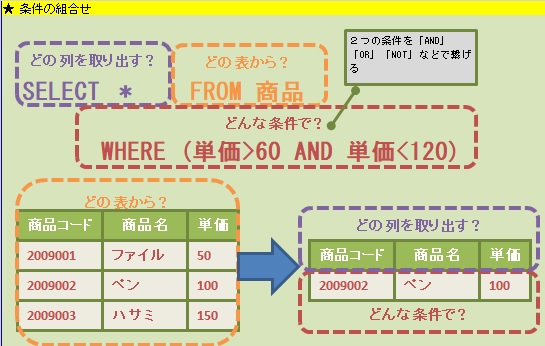 ★ 条件の組合せ
どの列を取り出す?
SELECT *
どの表から?
FROM 商品
2つの条件を「AND」
「OR」「NOT」などで繋げ
る
どんな条件で?
WHERE (単価>60 AND 単価<120)
どの表から?
商品コード 商品名 単価
2009001 ファイル 50
2009002 ペン 100
2009003 ハサミ 150
どの列を取り出す?
商品コード 商品名 単価
2009002 ペン 100
どんな条件で?